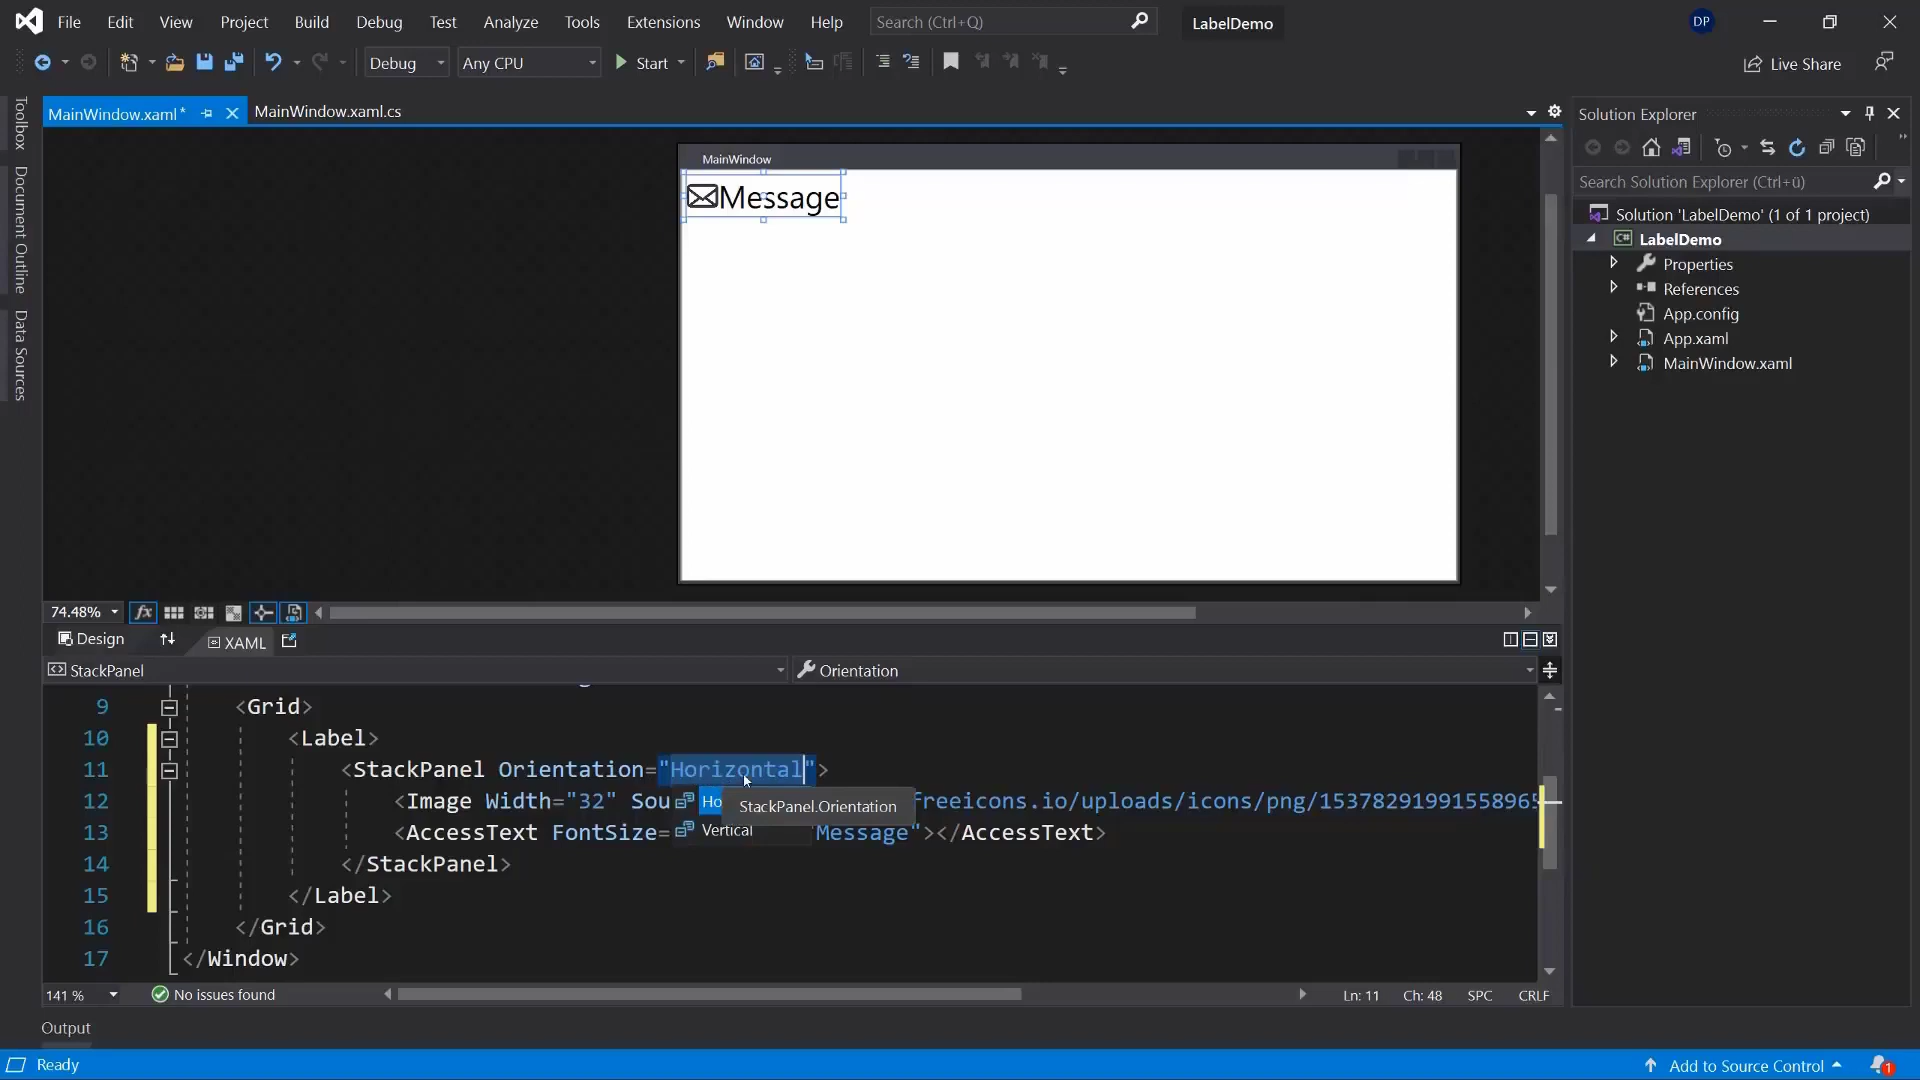 File Edit View Project Build Debug Test Analyze Tools Extensions Window Help Search (Ctrl+Q) LabelDemo DP
Debug Any CPU Start Live Share
MainWindow.xaml* MainWindow.xaml.cs
Solution Explorer
Search Solution Explorer (Ctrl+ü)
Solution 'LabelDemo' (1 of 1 project)
LabelDemo
Properties
References
App.config
App.xaml
MainWindow.xaml
Toolbox
Document Outline
Data Sources
MainWindow
Message
74.48% fx
Design XAML
StackPanel Orientation
9 <Grid>
10 <Label>
11 <StackPanel Orientation="Horizontal">
12 <Image Width="32" Sou freeicons.io/uploads/icons/png/1537829199155896
13 <AccessText FontSize= Message"></AccessText>
Ho
StackPanel.Orientation
Vertical
14 </StackPanel>
15 </Label>
16 </Grid>
17 </Window>
141 % No issues found Ln: 11 Ch: 48 SPC CRLF
Output
Ready Add to Source Control 1